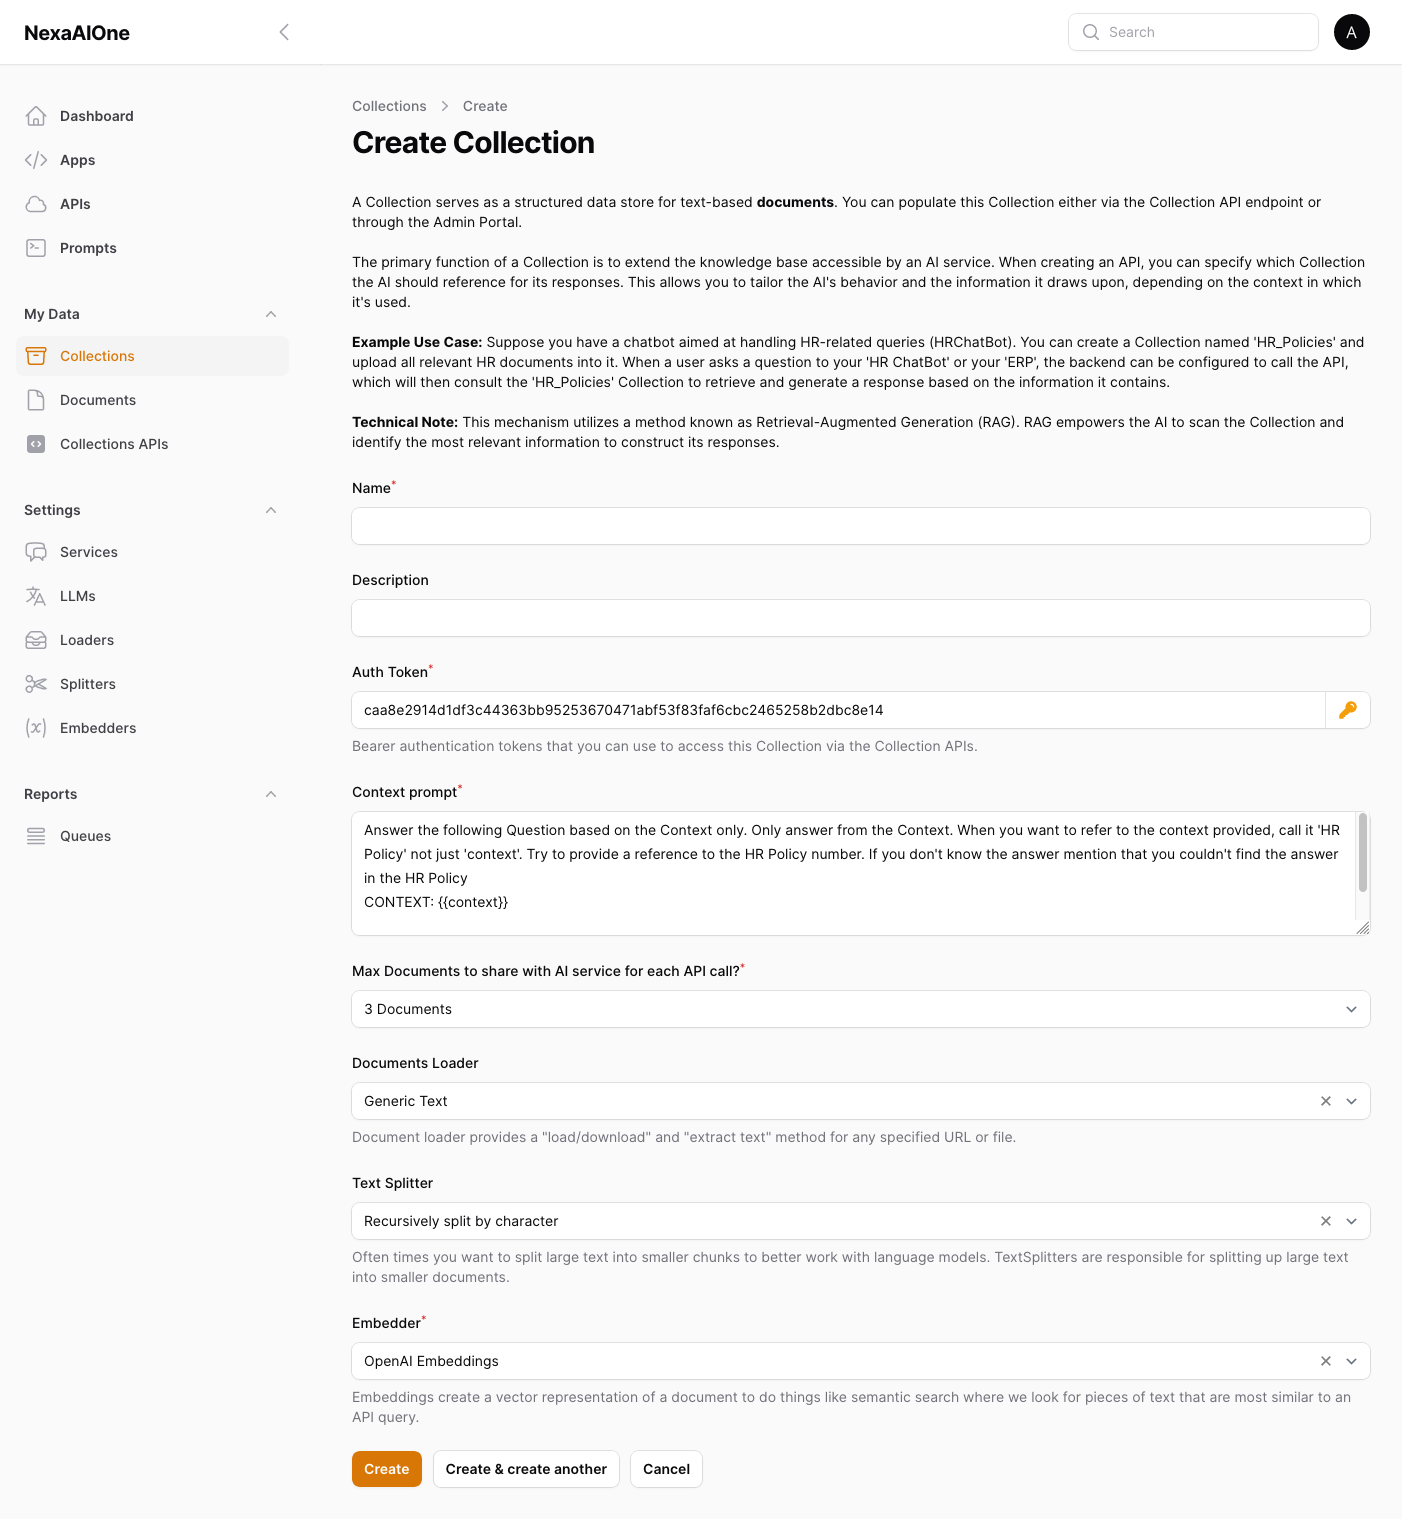 NexaAIOne
Search
A
Dashboard
Apps
APIs
Prompts
My Data
Collections
Documents
Collections APIs
Settings
Services
LLMs
Loaders
Splitters
Embedders
Reports
Queues
Collections > Create
Create Collection
A Collection serves as a structured data store for text-based documents. You can populate this Collection either via the Collection API endpoint or
through the Admin Portal.
The primary function of a Collection is to extend the knowledge base accessible by an AI service. When creating an API, you can specify which Collection
the AI should reference for its responses. This allows you to tailor the AI's behavior and the information it draws upon, depending on the context in which
it's used.
Example Use Case: Suppose you have a chatbot aimed at handling HR-related queries (HRChatBot). You can create a Collection named 'HR_Policies' and
upload all relevant HR documents into it. When a user asks a question to your 'HR ChatBot' or your 'ERP', the backend can be configured to call the API,
which will then consult the 'HR_Policies' Collection to retrieve and generate a response based on the information it contains.
Technical Note: This mechanism utilizes a method known as Retrieval-Augmented Generation (RAG). RAG empowers the AI to scan the Collection and
identify the most relevant information to construct its responses.
Name*
Description
Auth Token*
caa8e2914d1df3c44363bb95253670471abf53f83faf6cbc2465258b2dbc8e14
Bearer authentication tokens that you can use to access this Collection via the Collection APIs.
Context prompt*
Answer the following Question based on the Context only. Only answer from the Context. When you want to refer to the context provided, call it 'HR
Policy' not just 'context'. Try to provide a reference to the HR Policy number. If you don't know the answer mention that you couldn't find the answer
in the HR Policy
CONTEXT: {{context}}
Max Documents to share with AI service for each API call?*
3 Documents
Documents Loader
Generic Text
Document loader provides a "load/download" and "extract text" method for any specified URL or file.
Text Splitter
Recursively split by character
Often times you want to split large text into smaller chunks to better work with language models. TextSplitters are responsible for splitting up large text
into smaller documents.
Embedder*
OpenAI Embeddings
Embeddings create a vector representation of a document to do things like semantic search where we look for pieces of text that are most similar to an
API query.
Create
Create & create another
Cancel